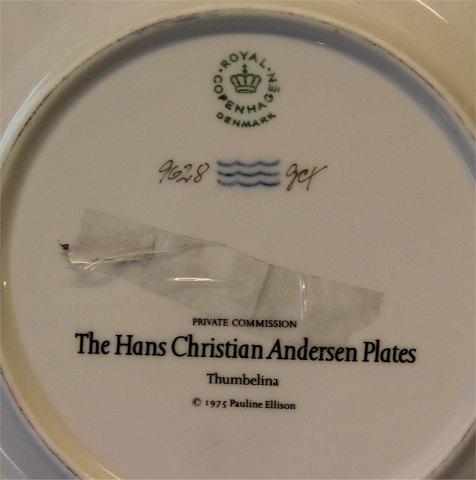 ROYAL
COPENHAGEN
DENMARK
9628
PRIVATE COMMISSION
The Hans Christian Andersen Plates
Thumbelina
© 1975 Pauline Ellison